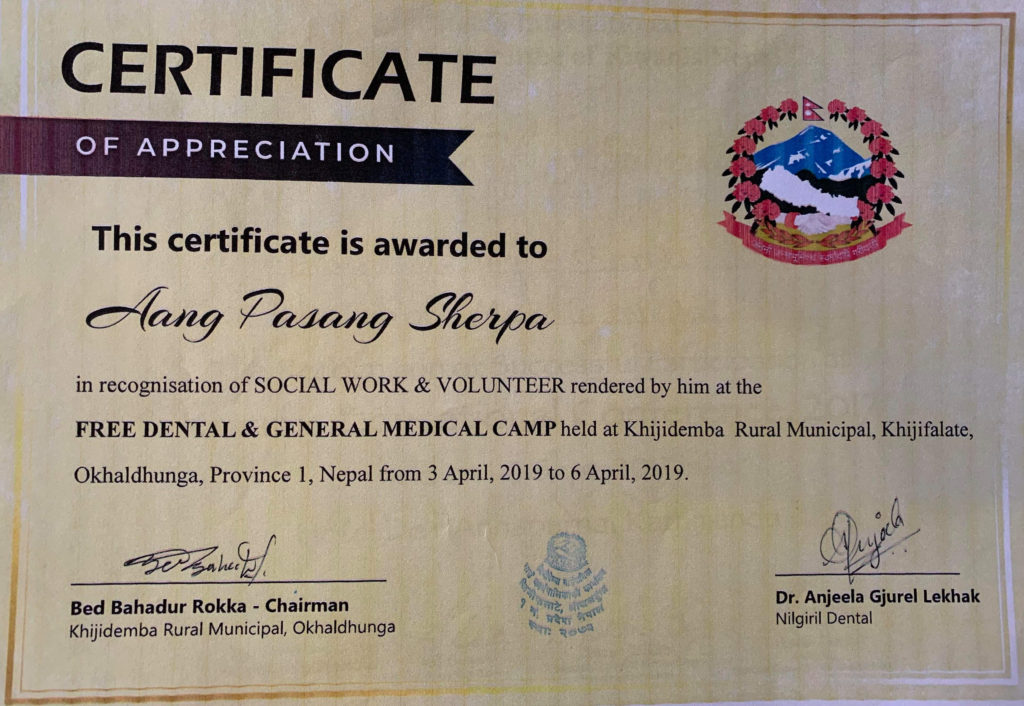 CERTIFICATE
OF APPRECIATION
This certificate is awarded to
Aang Pasang Sherpa
in recognisation of SOCIAL WORK & VOLUNTEER rendered by him at the
FREE DENTAL & GENERAL MEDICAL CAMP held at Khijidemba Rural Municipal, Khijifalate,
Okhaldhunga, Province 1, Nepal from 3 April, 2019 to 6 April, 2019.
Bed Bahadur Rokka - Chairman
Khijidemba Rural Municipal, Okhaldhunga
१ नं. प्रदेश नेपाल
Dr. Anjeela Gjurel Lekhak
Nilgiril Dental